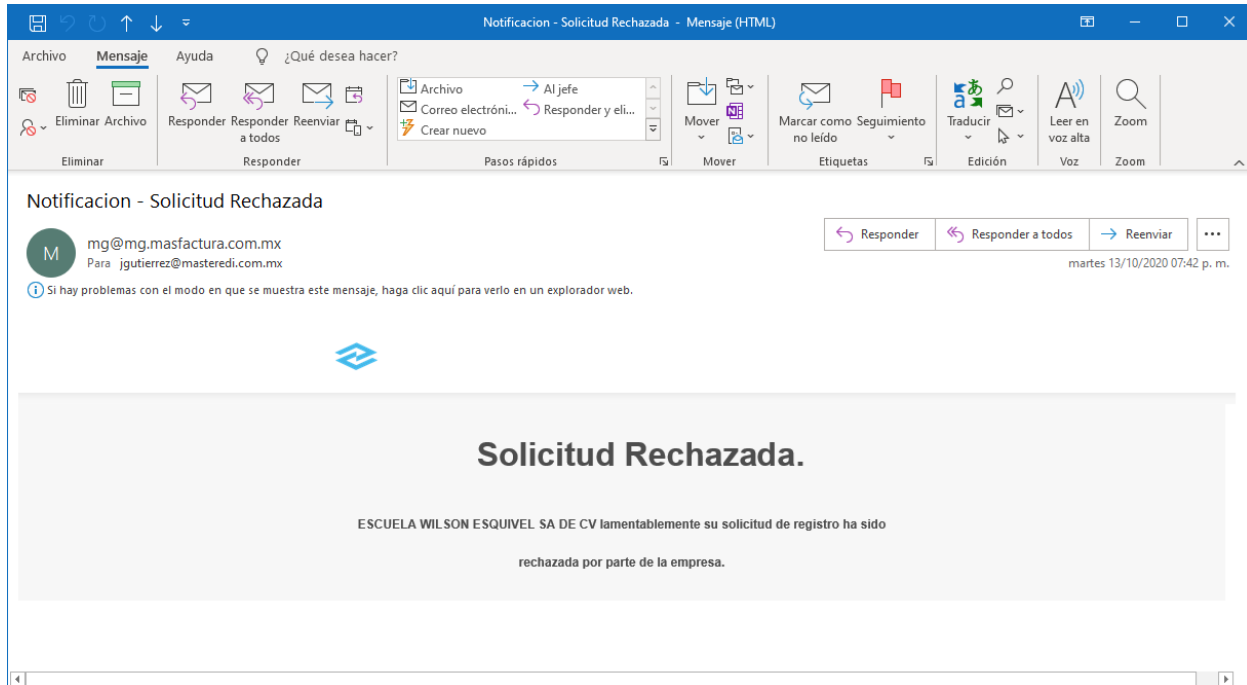 Notificacion - Solicitud Rechazada - Mensaje (HTML)
Archivo Mensaje Ayuda ¿Qué desea hacer?
Eliminar Archivo
Responder Responder a todos Reenviar
Archivo Al jefe
Correo electróni... Responder y eli...
Crear nuevo
Mover
Marcar como no leído Seguimiento
Traducir
Leer en voz alta
Zoom
Eliminar Responder Pasos rápidos Mover Etiquetas Edición Voz Zoom
Notificacion - Solicitud Rechazada
M
mg@mg.masfactura.com.mx
Para jgutierrez@masteredi.com.mx
Responder Responder a todos Reenviar
martes 13/10/2020 07:42 p. m.
Si hay problemas con el modo en que se muestra este mensaje, haga clic aquí para verlo en un explorador web.
Solicitud Rechazada.
ESCUELA WILSON ESQUIVEL SA DE CV lamentablemente su solicitud de registro ha sido
rechazada por parte de la empresa.